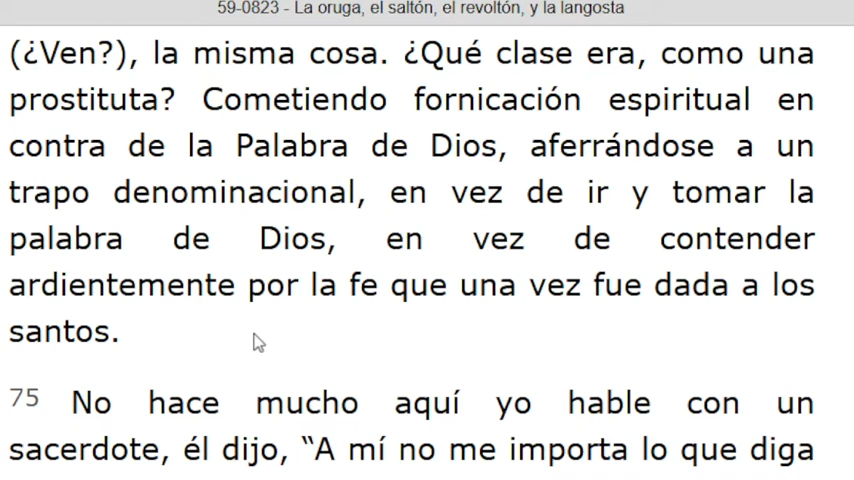 59-0823 - La oruga, el saltón, el revoltón, y la langosta
(¿Ven?), la misma cosa. ¿Qué clase era, como una
prostituta? Cometiendo fornicación espiritual en
contra de la Palabra de Dios, aferrándose a un
trapo denominacional, en vez de ir y tomar la
palabra de Dios, en vez de contender
ardientemente por la fe que una vez fue dada a los
santos.
75 No hace mucho aquí yo hable con un
sacerdote, él dijo, “A mí no me importa lo que diga